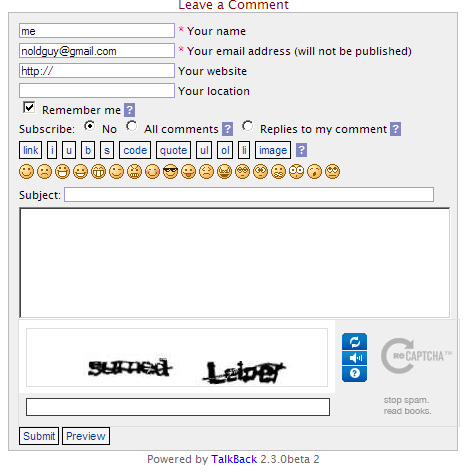 Leave a Comment
me * Your name
noldguy@gmail.com * Your email address (will not be published)
http:// Your website
Your location
Remember me ?
Subscribe: No All comments ? Replies to my comment ?
link i u b s code quote ul ol li image ?
Subject:
reCAPTCHA™
stop spam.
read books.
Submit Preview
Powered by TalkBack 2.3.0beta 2